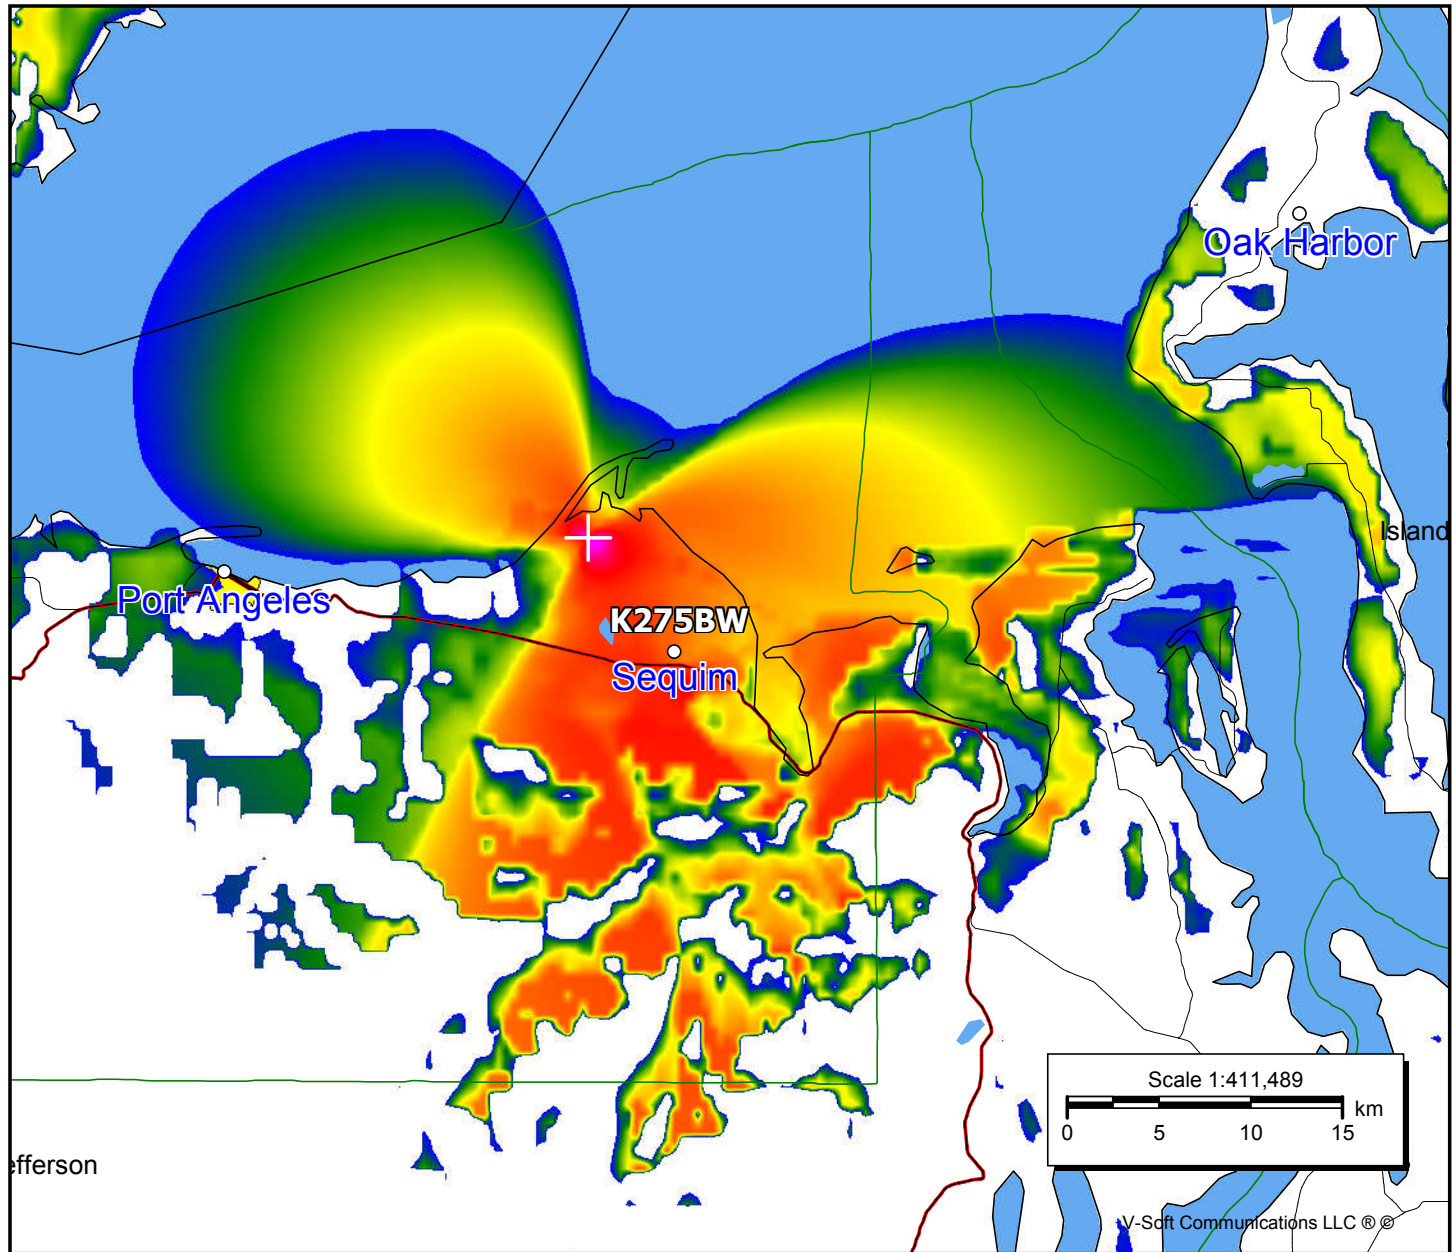 Oak Harbor
Island
Port Angeles
K275BW
Sequim
Scale 1:411,489
km
0 5 10 15
efferson
V-Soft Communications LLC ® ©